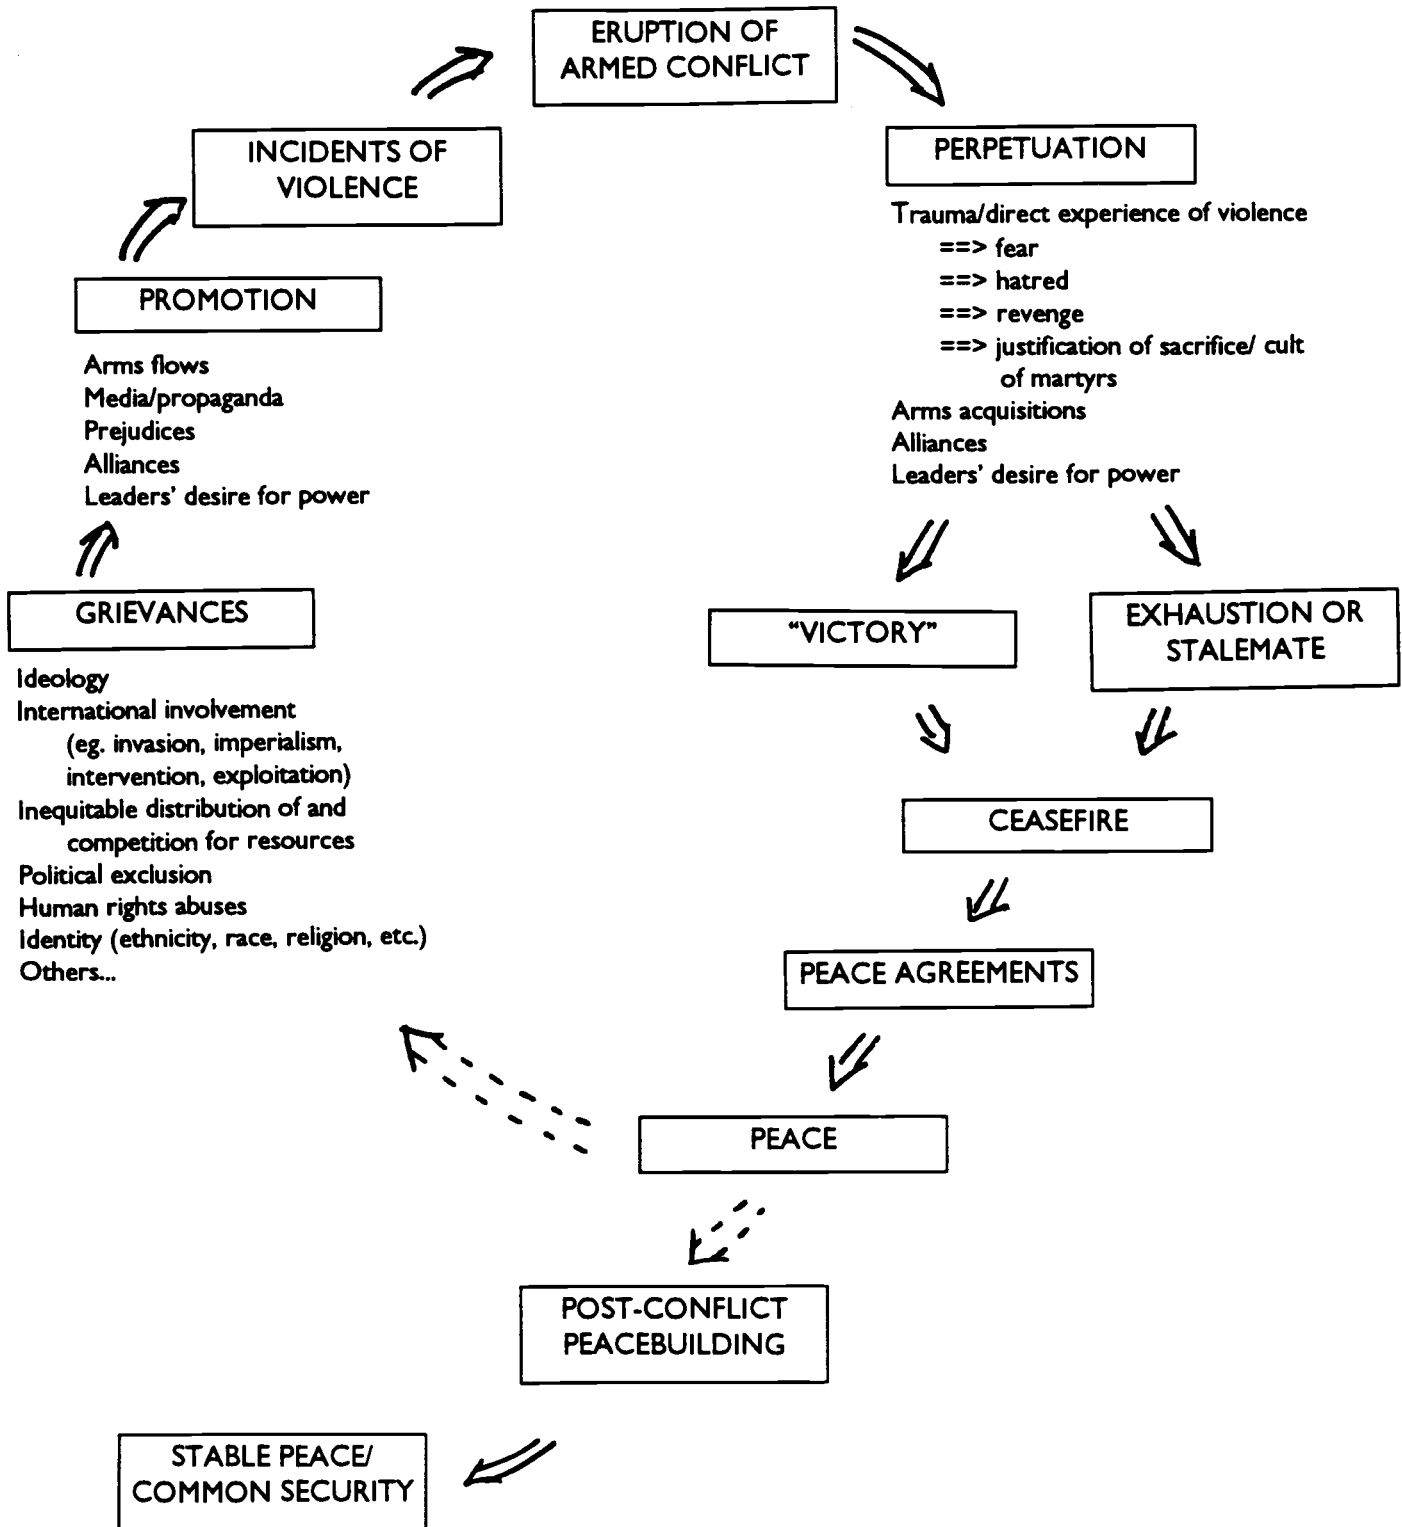 ERUPTION OF
ARMED CONFLICT
INCIDENTS OF
VIOLENCE
PROMOTION
Arms flows
Media/propaganda
Prejudices
Alliances
Leaders' desire for power
GRIEVANCES
Ideology
International involvement
(eg. invasion, imperialism,
intervention, exploitation)
Inequitable distribution of and
competition for resources
Political exclusion
Human rights abuses
Identity (ethnicity, race, religion, etc.)
Others...
PERPETUATION
Trauma/direct experience of violence
==> fear
==> hatred
==> revenge
==> justification of sacrifice/ cult
of martyrs
Arms acquisitions
Alliances
Leaders' desire for power
“VICTORY”
EXHAUSTION OR
STALEMATE
CEASEFIRE
PEACE AGREEMENTS
PEACE
POST-CONFLICT
PEACEBUILDING
STABLE PEACE/
COMMON SECURITY